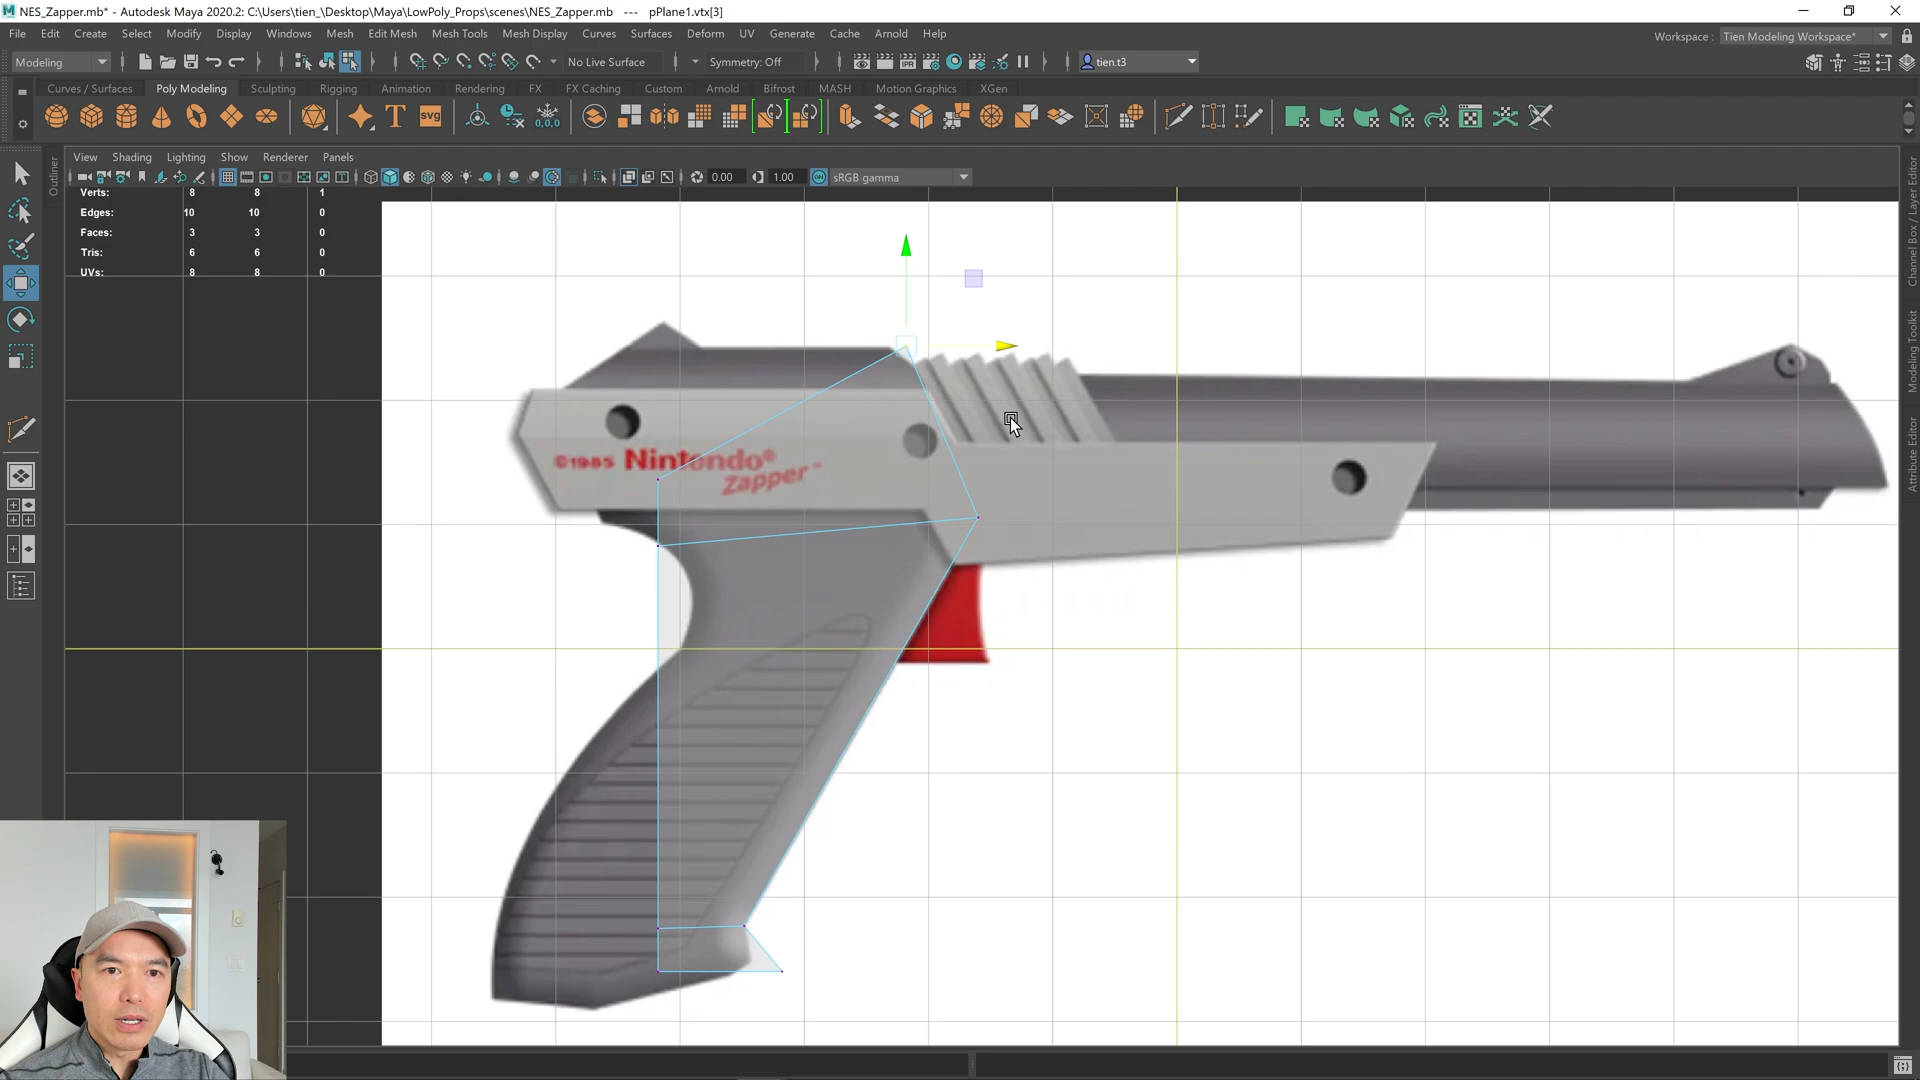 NES_Zapper.mb* - Autodesk Maya 2020.2: C:\Users\tien_\Desktop\Maya\LowPoly_Props\scenes\NES_Zapper.mb --- pPlane1.vtx[3]
File Edit Create Select Modify Display Windows Mesh Edit Mesh Mesh Tools Mesh Display Curves Surfaces Deform UV Generate Cache Arnold Help
Workspace : Tien Modeling Workspace*
Modeling No Live Surface Symmetry: Off tien.t3
Curves / Surfaces Poly Modeling Sculpting Rigging Animation Rendering FX FX Caching Custom Arnold Bifrost MASH Motion Graphics XGen
T svg 0,0,0
View Shading Lighting Show Renderer Panels
0.00 1.00 ON sRGB gamma
Verts: 8 8 1
Edges: 10 10 0
Faces: 3 3 0
Tris: 6 6 0
UVs: 8 8 0
Outliner
Channel Box / Layer Editor
Modeling Toolkit
Attribute Editor
©1985 Nintendo®
Zapper™